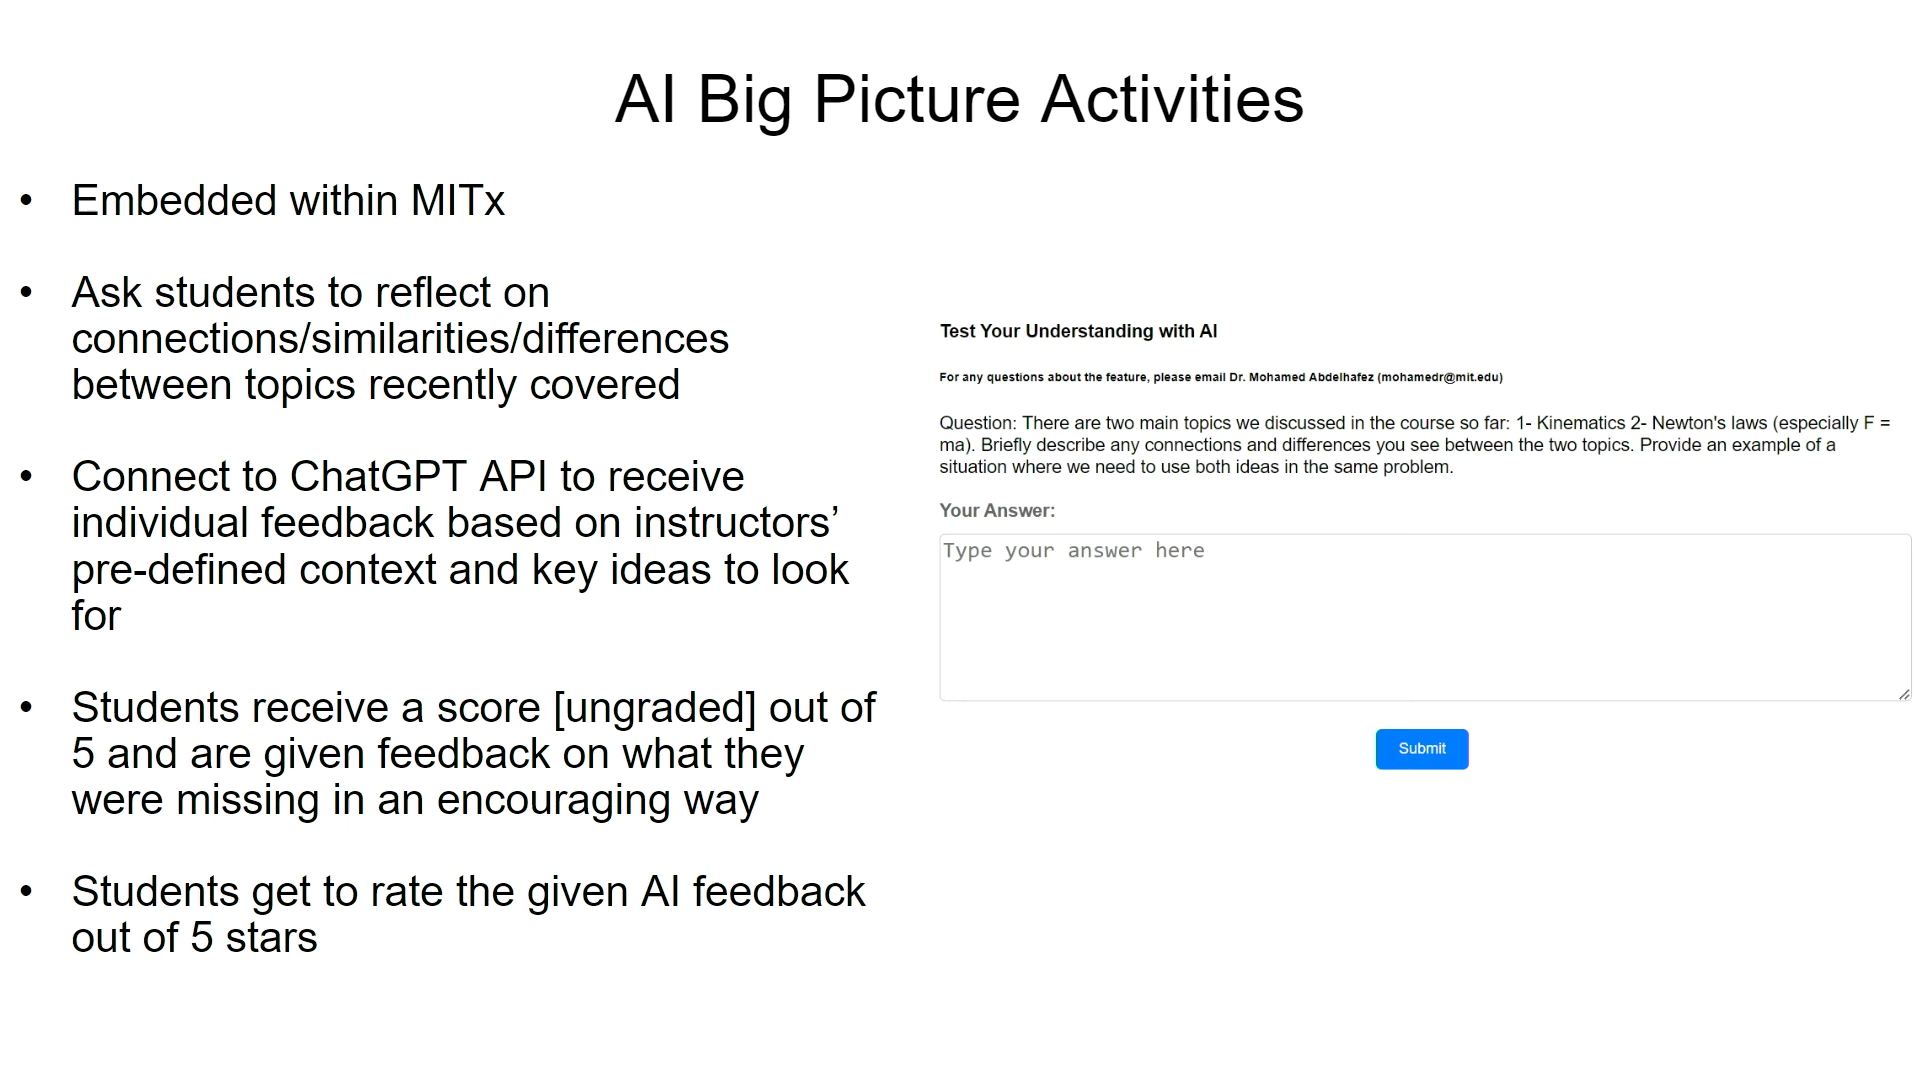 AI Big Picture Activities
• Embedded within MITx
• Ask students to reflect on
connections/similarities/differences
between topics recently covered
• Connect to ChatGPT API to receive
individual feedback based on instructors’
pre-defined context and key ideas to look
for
• Students receive a score [ungraded] out of
5 and are given feedback on what they
were missing in an encouraging way
• Students get to rate the given AI feedback
out of 5 stars
Test Your Understanding with AI
For any questions about the feature, please email Dr. Mohamed Abdelhafez (mohamedr@mit.edu)
Question: There are two main topics we discussed in the course so far: 1- Kinematics 2- Newton's laws (especially F =
ma). Briefly describe any connections and differences you see between the two topics. Provide an example of a
situation where we need to use both ideas in the same problem.
Your Answer:
Type your answer here
Submit